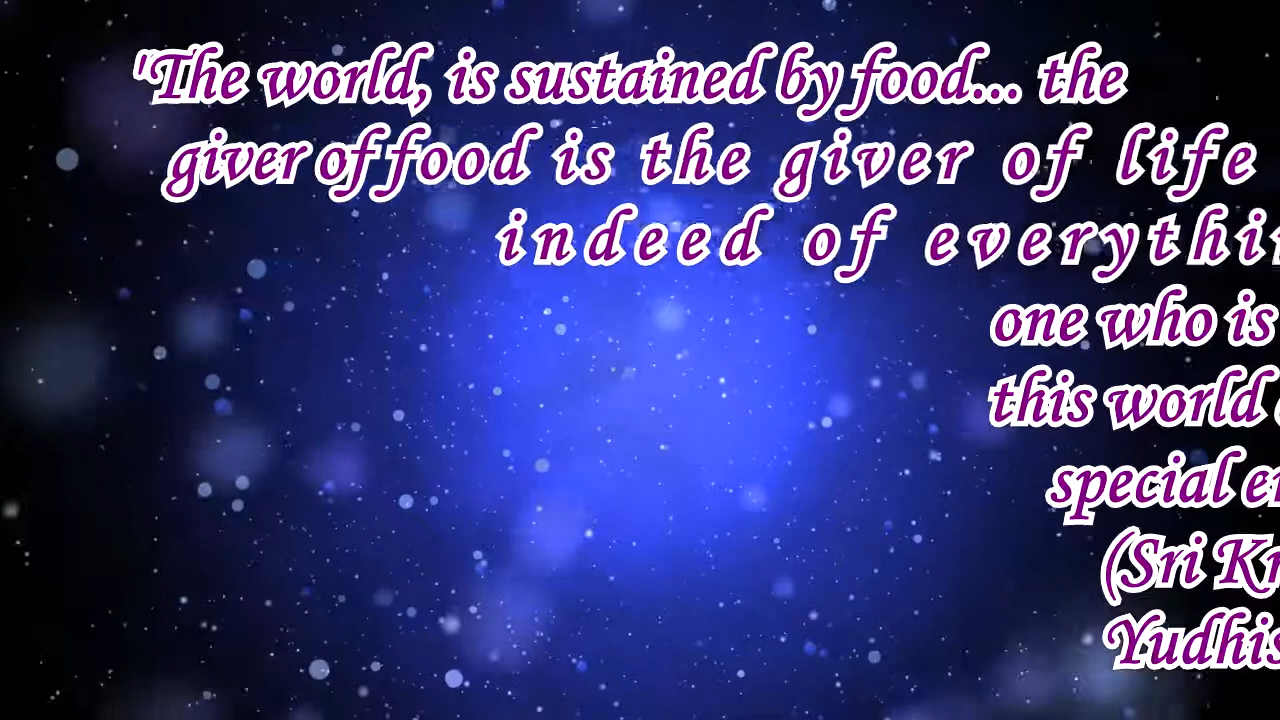 "The world, is sustained by food... the
giver of food is the giver of life
indeed of everythi
one who is
this world
special e
(Sri K
Yudhis